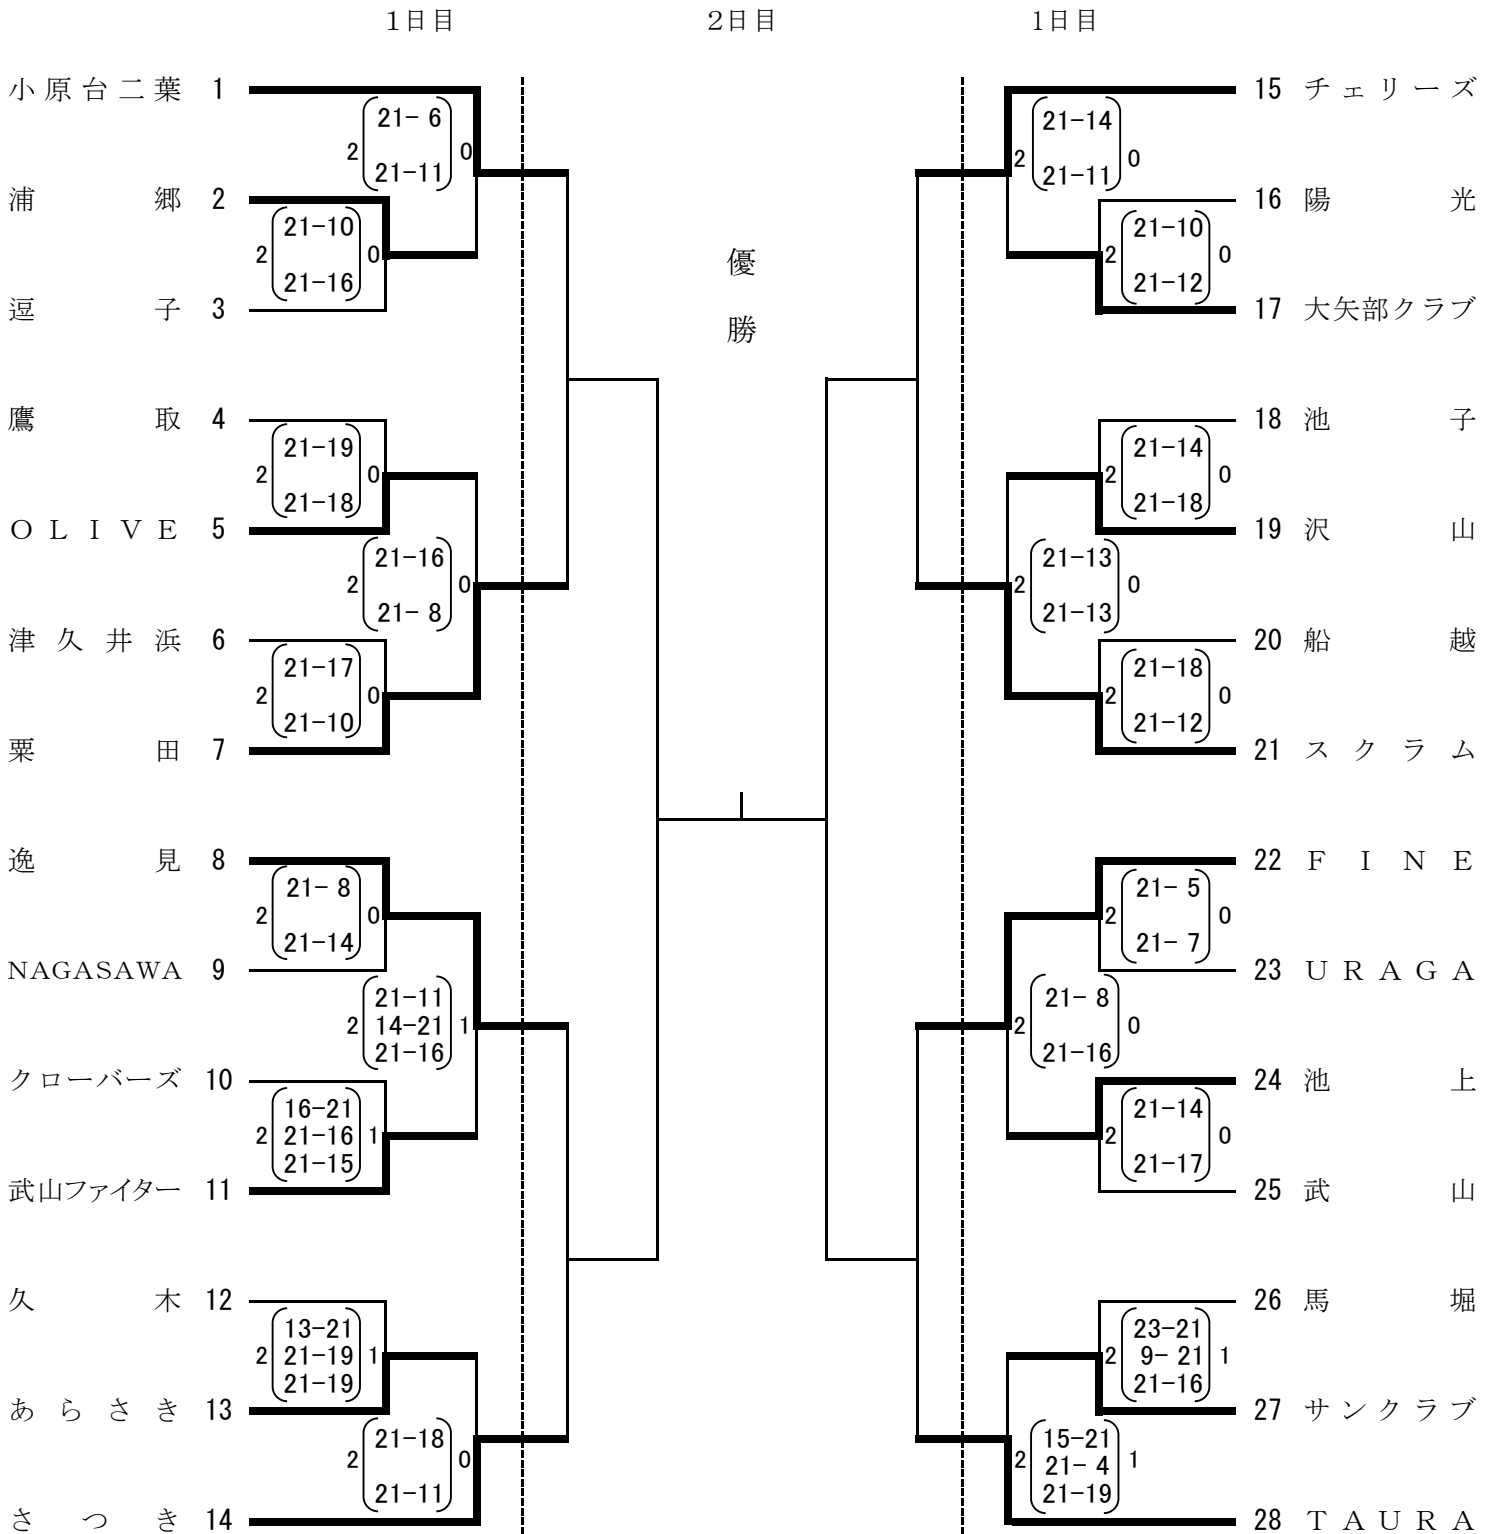 1日目 2日目 1日目
小原台二葉 1
21- 6
2 0
21-11
浦郷 2
21-10
2 0
21-16
逗子 3
鷹取 4
21-19
2 0
21-18
OLIVE 5
21-16
2 0
21- 8
津久井浜 6
21-17
2 0
21-10
粟田 7
逸見 8
21- 8
2 0
21-14
NAGASAWA 9
21-11
2 14-21 1
21-16
クローバーズ 10
16-21
2 21-16 1
21-15
武山ファイター 11
久木 12
13-21
2 21-19 1
21-19
あらさき 13
21-18
2 0
21-11
さつき 14
優
勝
15 チェリーズ
21-14
2 0
21-11
16 陽光
21-10
2 0
21-12
17 大矢部クラブ
18 池子
21-14
2 0
21-18
19 沢山
21-13
2 0
21-13
20 船越
21-18
2 0
21-12
21 スクラム
22 FINE
21- 5
2 0
21- 7
23 URAGA
21- 8
2 0
21-16
24 池上
21-14
2 0
21-17
25 武山
26 馬堀
23-21
2 9- 21 1
21-16
27 サンクラブ
15-21
2 21- 4 1
21-19
28 TAURA